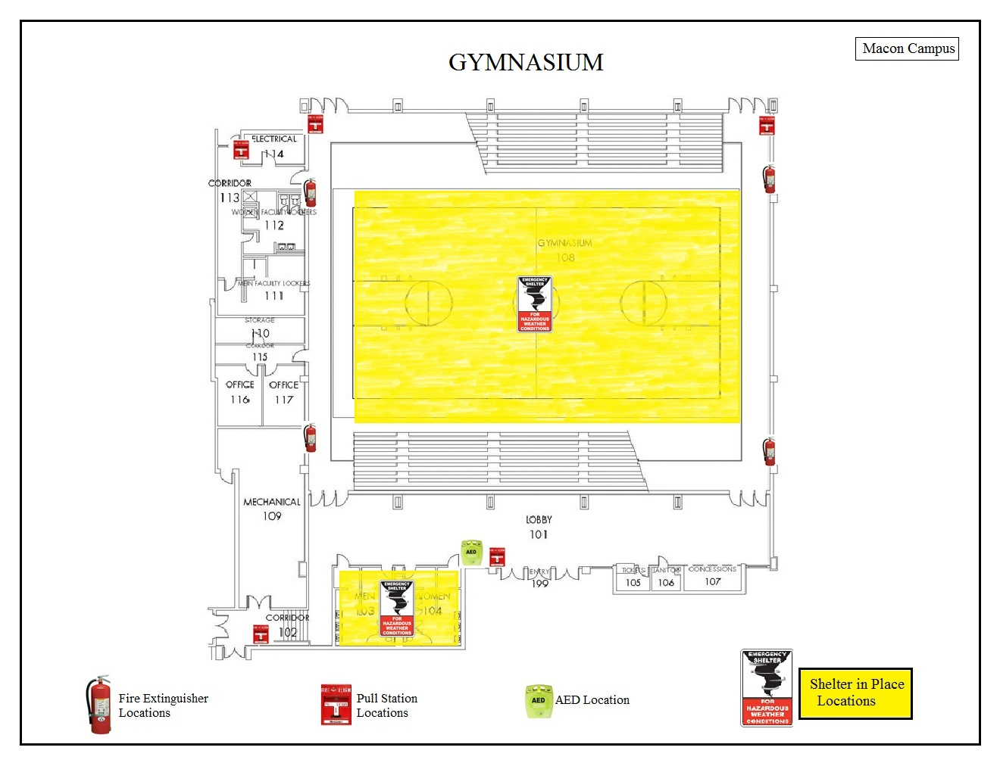 Macon Campus
GYMNASIUM
ELECTRICAL
114
CORRIDOR
113
WOMEN FACULTY LOCKERS
112
GYMNASIUM
108
EMERGENCY
SHELTER
FOR
HAZARDOUS
WEATHER
CONDITIONS
MEIN FACULTY LOCKERS
111
STORAGE
110
CORRIDOR
115
OFFICE
116
OFFICE
117
MECHANICAL
109
LOBBY
101
AED
ENTRY
199
TICKETS
105
JANITOR
106
CONCESSIONS
107
MEN
103
EMERGENCY
SHELTER
FOR
HAZARDOUS
WEATHER
CONDITIONS
WOMEN
104
CORRIDOR
102
Fire Extinguisher
Locations
FIRE ALARM
Pull Station
Locations
AED
AED Location
EMERGENCY
SHELTER
FOR
HAZARDOUS
WEATHER
CONDITIONS
Shelter in Place
Locations